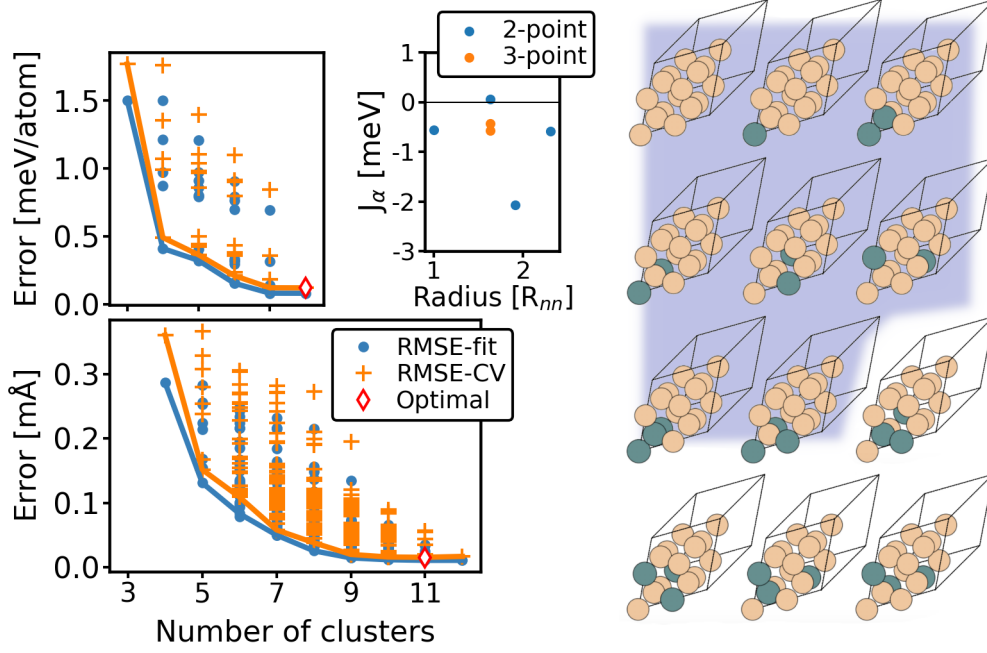 Error [meV/atom]
1.5
1.0
0.5
0.0
2-point
3-point
J_α [meV]
1
0
-1
-2
-3
1
2
Radius [R_nn]
Error [mÅ]
0.3
0.2
0.1
0.0
RMSE-fit
RMSE-CV
Optimal
3
5
7
9
11
Number of clusters